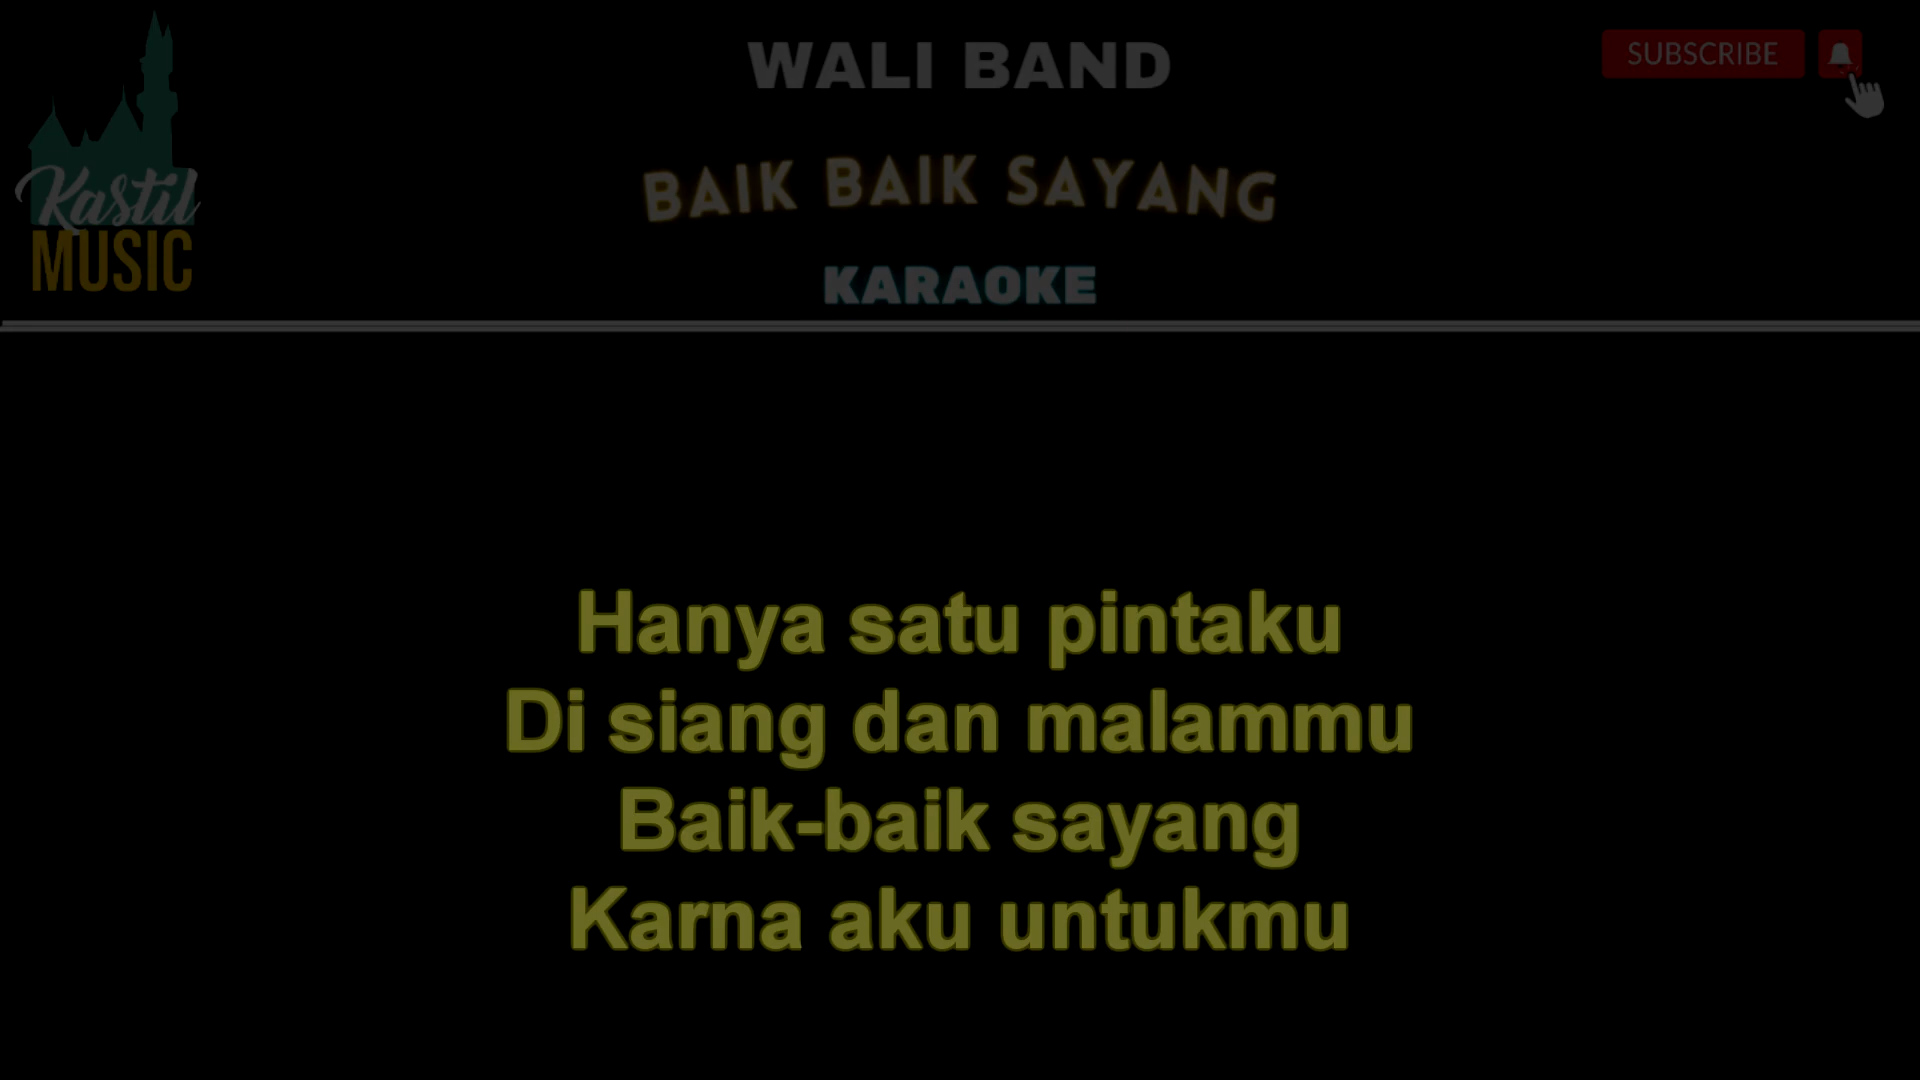 WALI BAND
SUBSCRIBE
BAIK BAIK SAYANG
Kastil
MUSIC
KARAOKE
Hanya satu pintaku
Di siang dan malammu
Baik-baik sayang
Karna aku untukmu